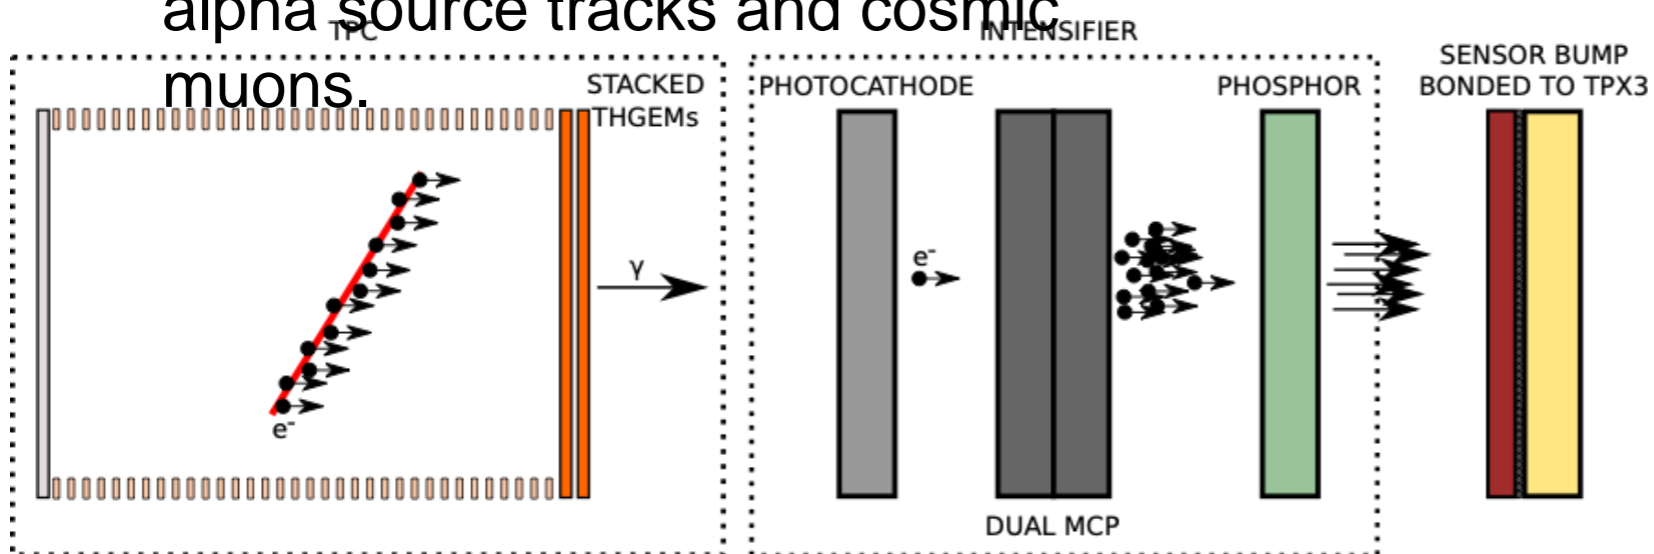 alpha source tracks and cosmic
muons.
TPC
INTENSIFIER
STACKED
THGEMs
PHOTOCATHODE
PHOSPHOR
SENSOR BUMP
BONDED TO TPX3
γ
e-
e-
DUAL MCP